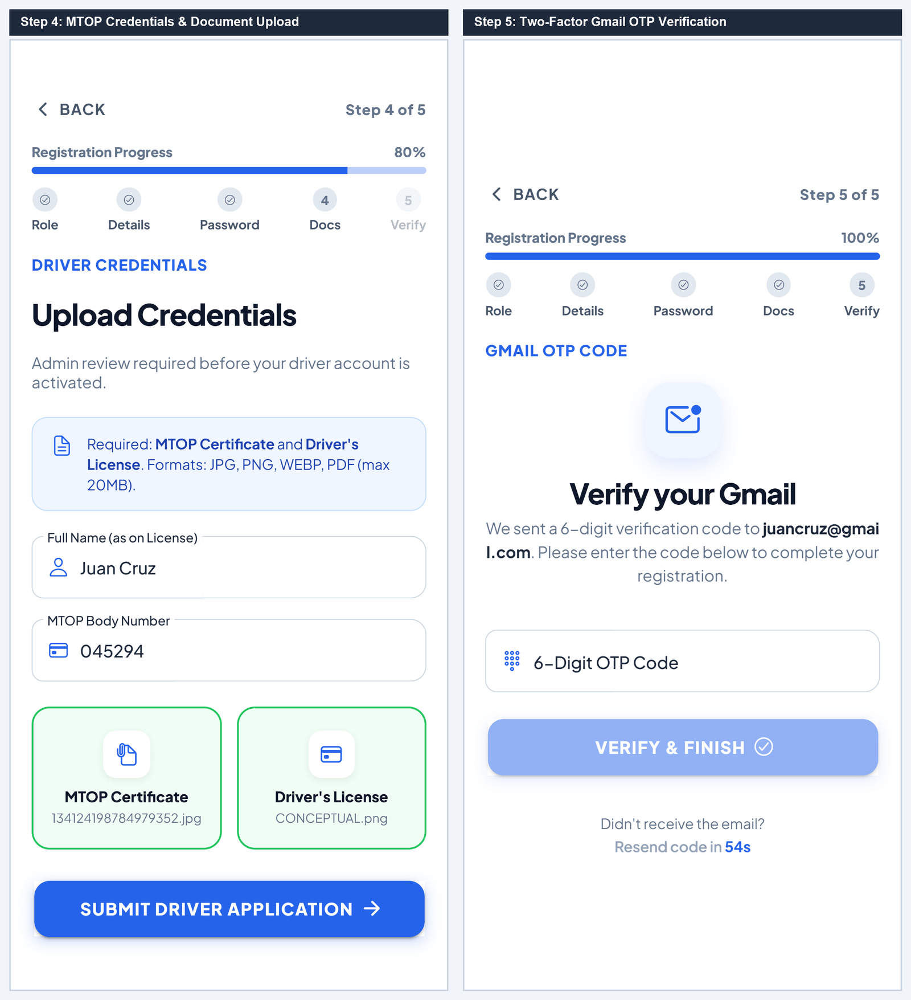 Step 4: MTOP Credentials & Document Upload
BACK
Step 4 of 5
Registration Progress
80%
4
5
Role
Details
Password
Docs
Verify
DRIVER CREDENTIALS
Upload Credentials
Admin review required before your driver account is
activated.
Required: MTOP Certificate and Driver's
License. Formats: JPG, PNG, WEBP, PDF (max
20MB).
Full Name (as on License)
Juan Cruz
MTOP Body Number
045294
MTOP Certificate
134124198784979352.jpg
Driver's License
CONCEPTUAL.png
SUBMIT DRIVER APPLICATION
Step 5: Two-Factor Gmail OTP Verification
BACK
Step 5 of 5
Registration Progress
100%
5
Role
Details
Password
Docs
Verify
GMAIL OTP CODE
Verify your Gmail
We sent a 6-digit verification code to juancruz@gmai
l.com. Please enter the code below to complete your
registration.
6-Digit OTP Code
VERIFY & FINISH
Didn't receive the email?
Resend code in 54s